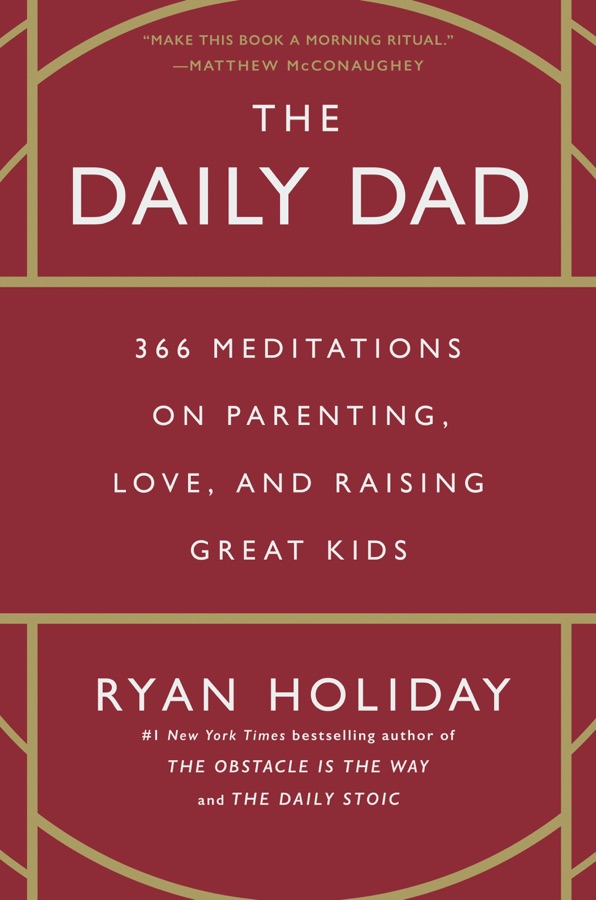 “MAKE THIS BOOK A MORNING RITUAL.”
—MATTHEW McCONAUGHEY
THE
DAILY DAD
366 MEDITATIONS
ON PARENTING,
LOVE, AND RAISING
GREAT KIDS
RYAN HOLIDAY
#1 New York Times bestselling author of
THE OBSTACLE IS THE WAY
and THE DAILY STOIC